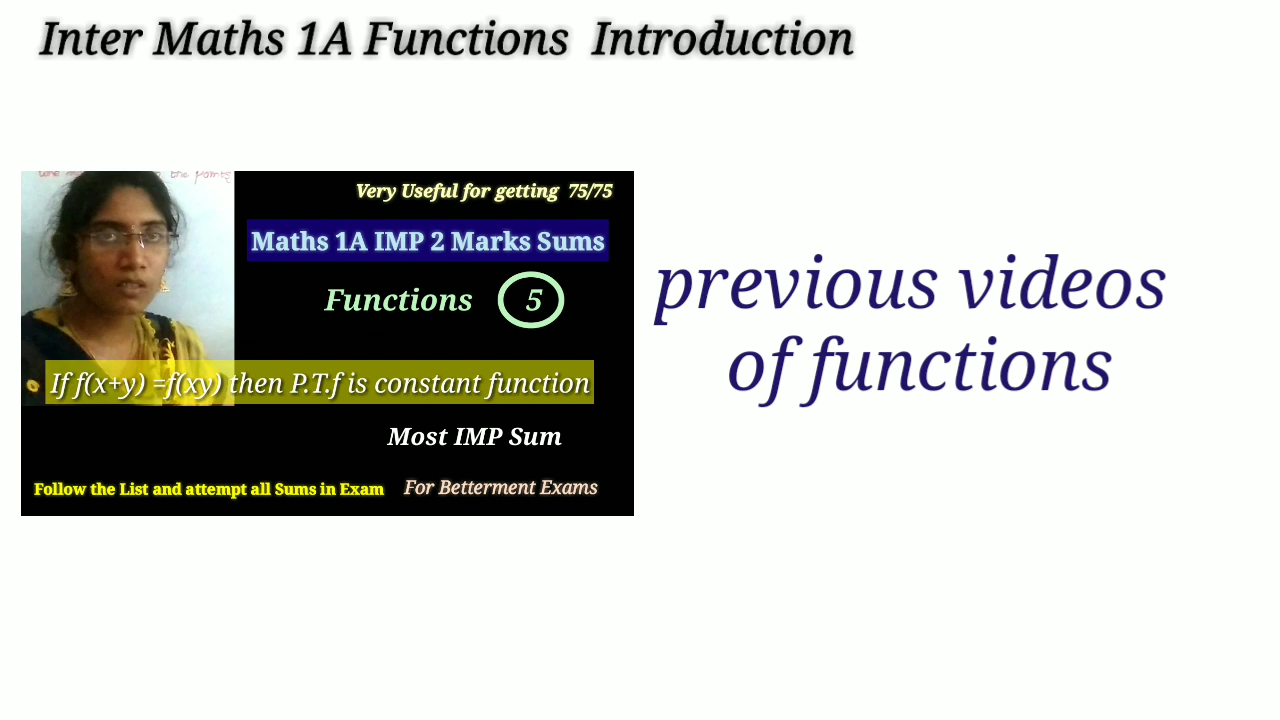 Inter Maths 1A Functions Introduction
the points
Very Useful for getting 75/75
Maths 1A IMP 2 Marks Sums
Functions 5
If f(x+y) =f(xy) then P.T.f is constant function
Most IMP Sum
Follow the List and attempt all Sums in Exam
For Betterment Exams
previous videos
of functions